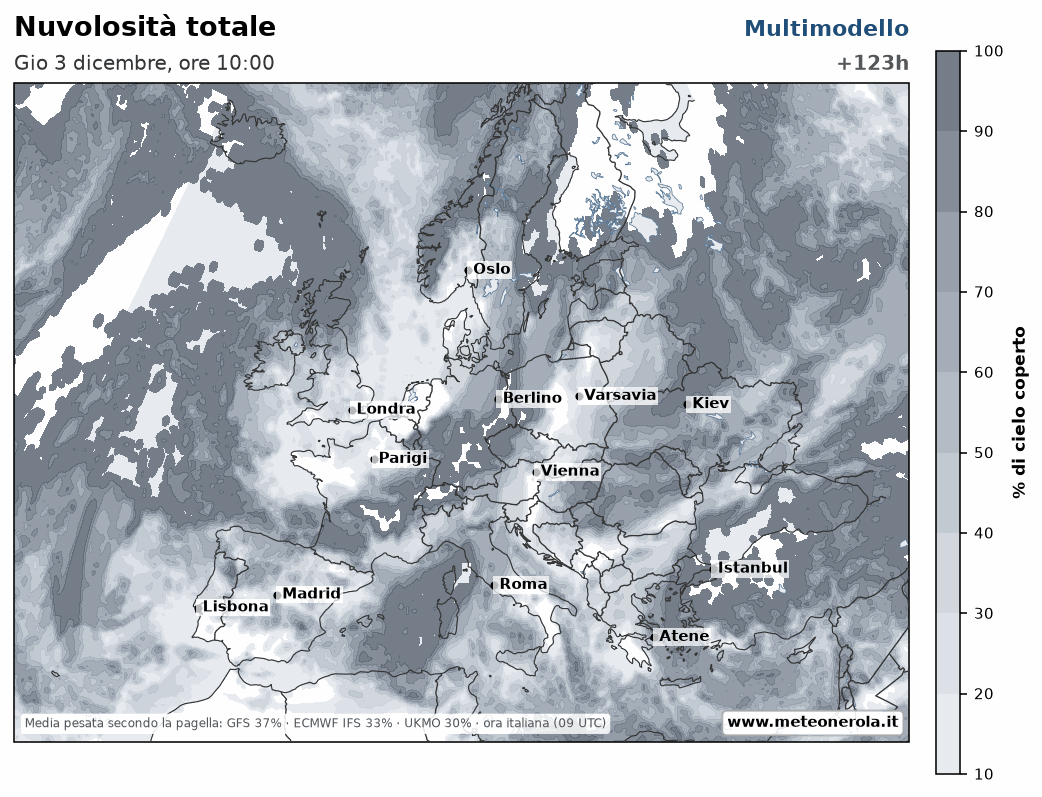 Nuvolosità totale
Multimodello
Gio 3 dicembre, ore 10:00
+123h
100
90
80
70
60
50
40
30
20
10
% di cielo coperto
Oslo
Londra
Berlino
Varsavia
Kiev
Parigi
Vienna
Istanbul
Madrid
Roma
Lisbona
Atene
Media pesata secondo la pagella: GFS 37% · ECMWF IFS 33% · UKMO 30% · ora italiana (09 UTC)
www.meteonerola.it